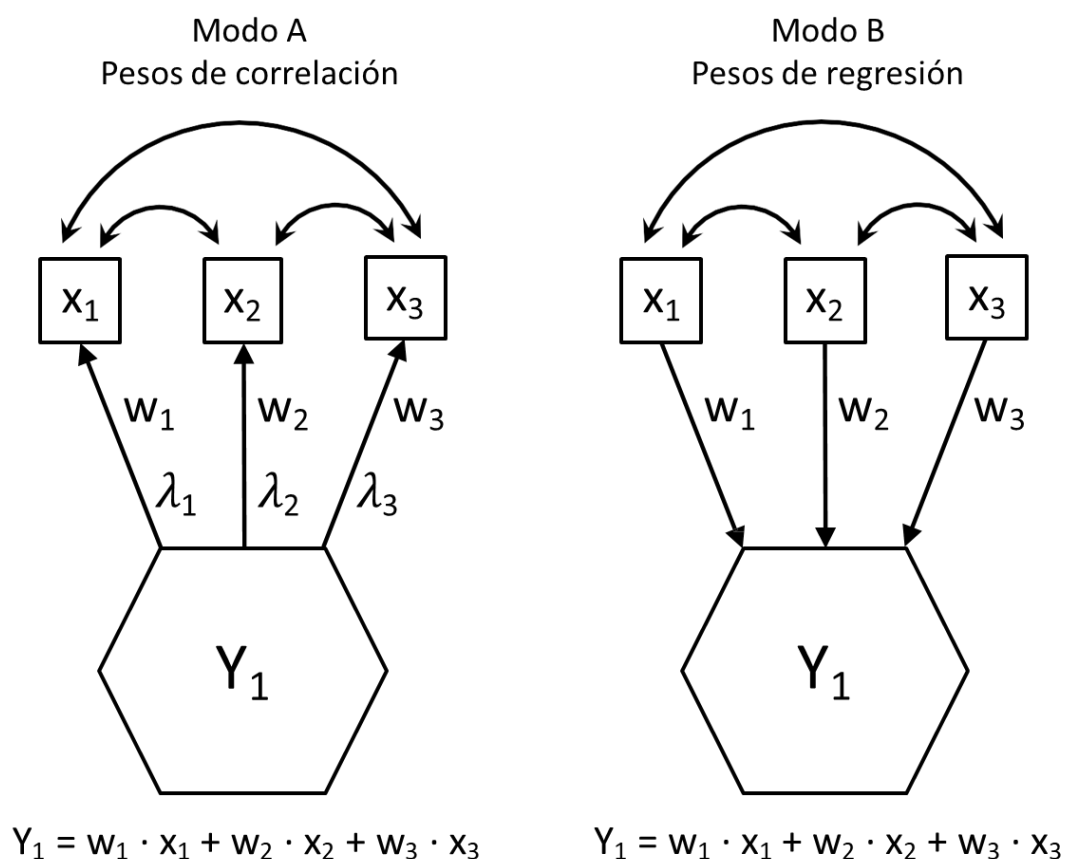 Modo A
Pesos de correlación
x₁ x₂ x₃
w₁ w₂ w₃
λ₁ λ₂ λ₃
Y₁
Y₁ = w₁ · x₁ + w₂ · x₂ + w₃ · x₃
Modo B
Pesos de regresión
x₁ x₂ x₃
w₁ w₂ w₃
Y₁
Y₁ = w₁ · x₁ + w₂ · x₂ + w₃ · x₃